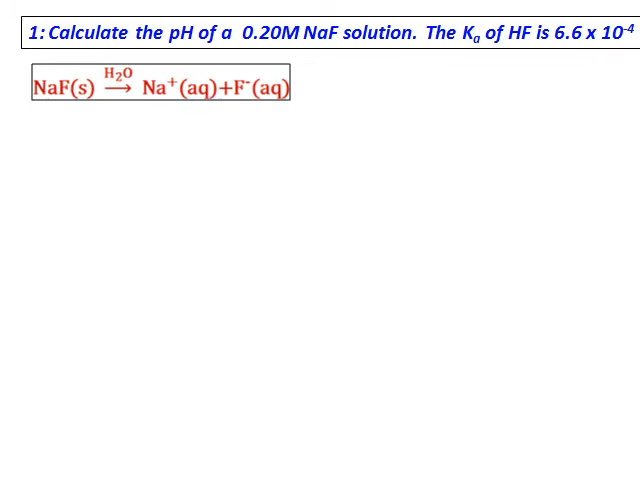 1: Calculate the pH of a 0.20M NaF solution. The Kₐ of HF is 6.6 x 10⁻⁴
NaF(s) H₂O⟶ Na⁺(aq)+F⁻(aq)